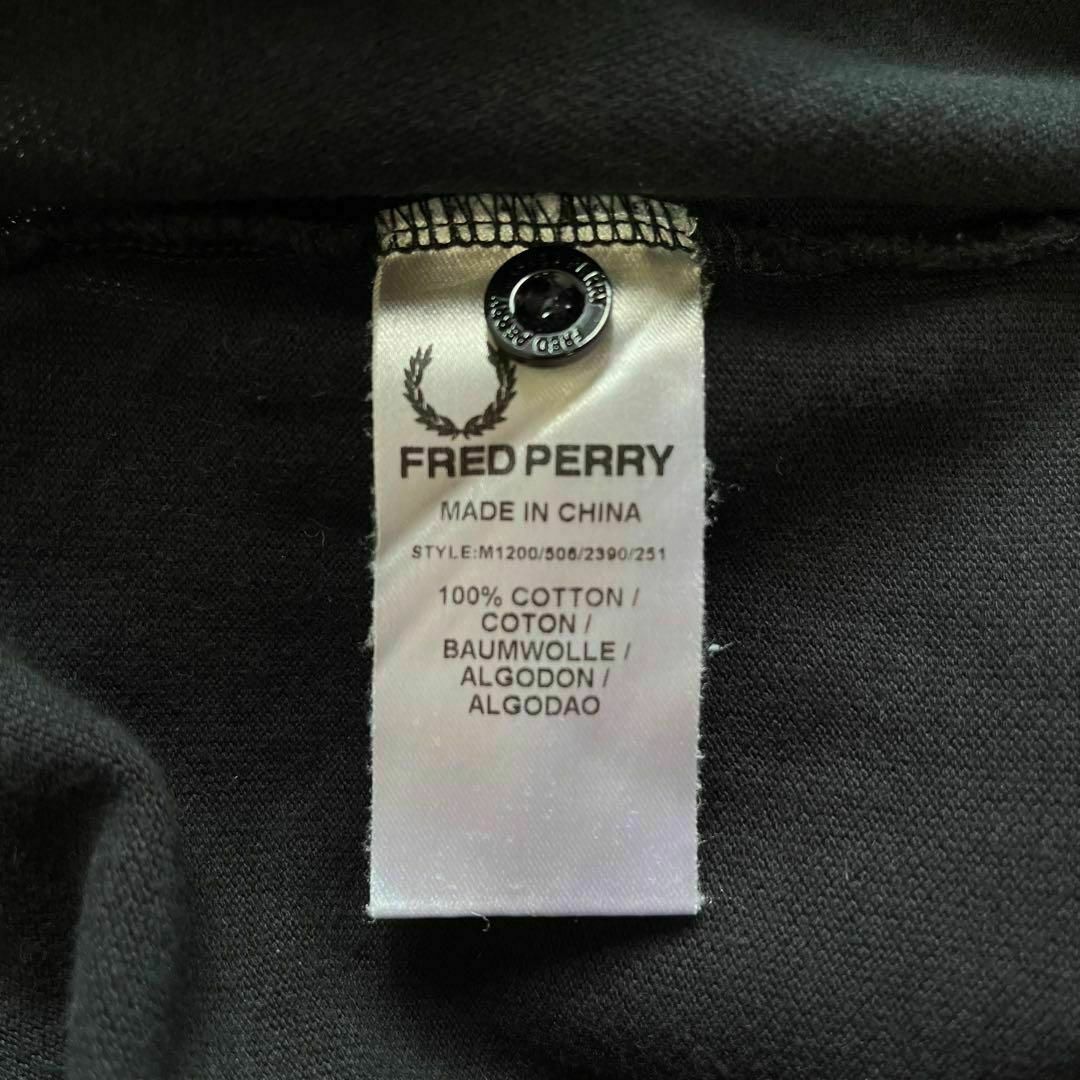 FRED PERRY
FRED PERRY
MADE IN CHINA
STYLE:M1200/506/2390/251
100% COTTON /
COTON /
BAUMWOLLE /
ALGODON /
ALGODAO